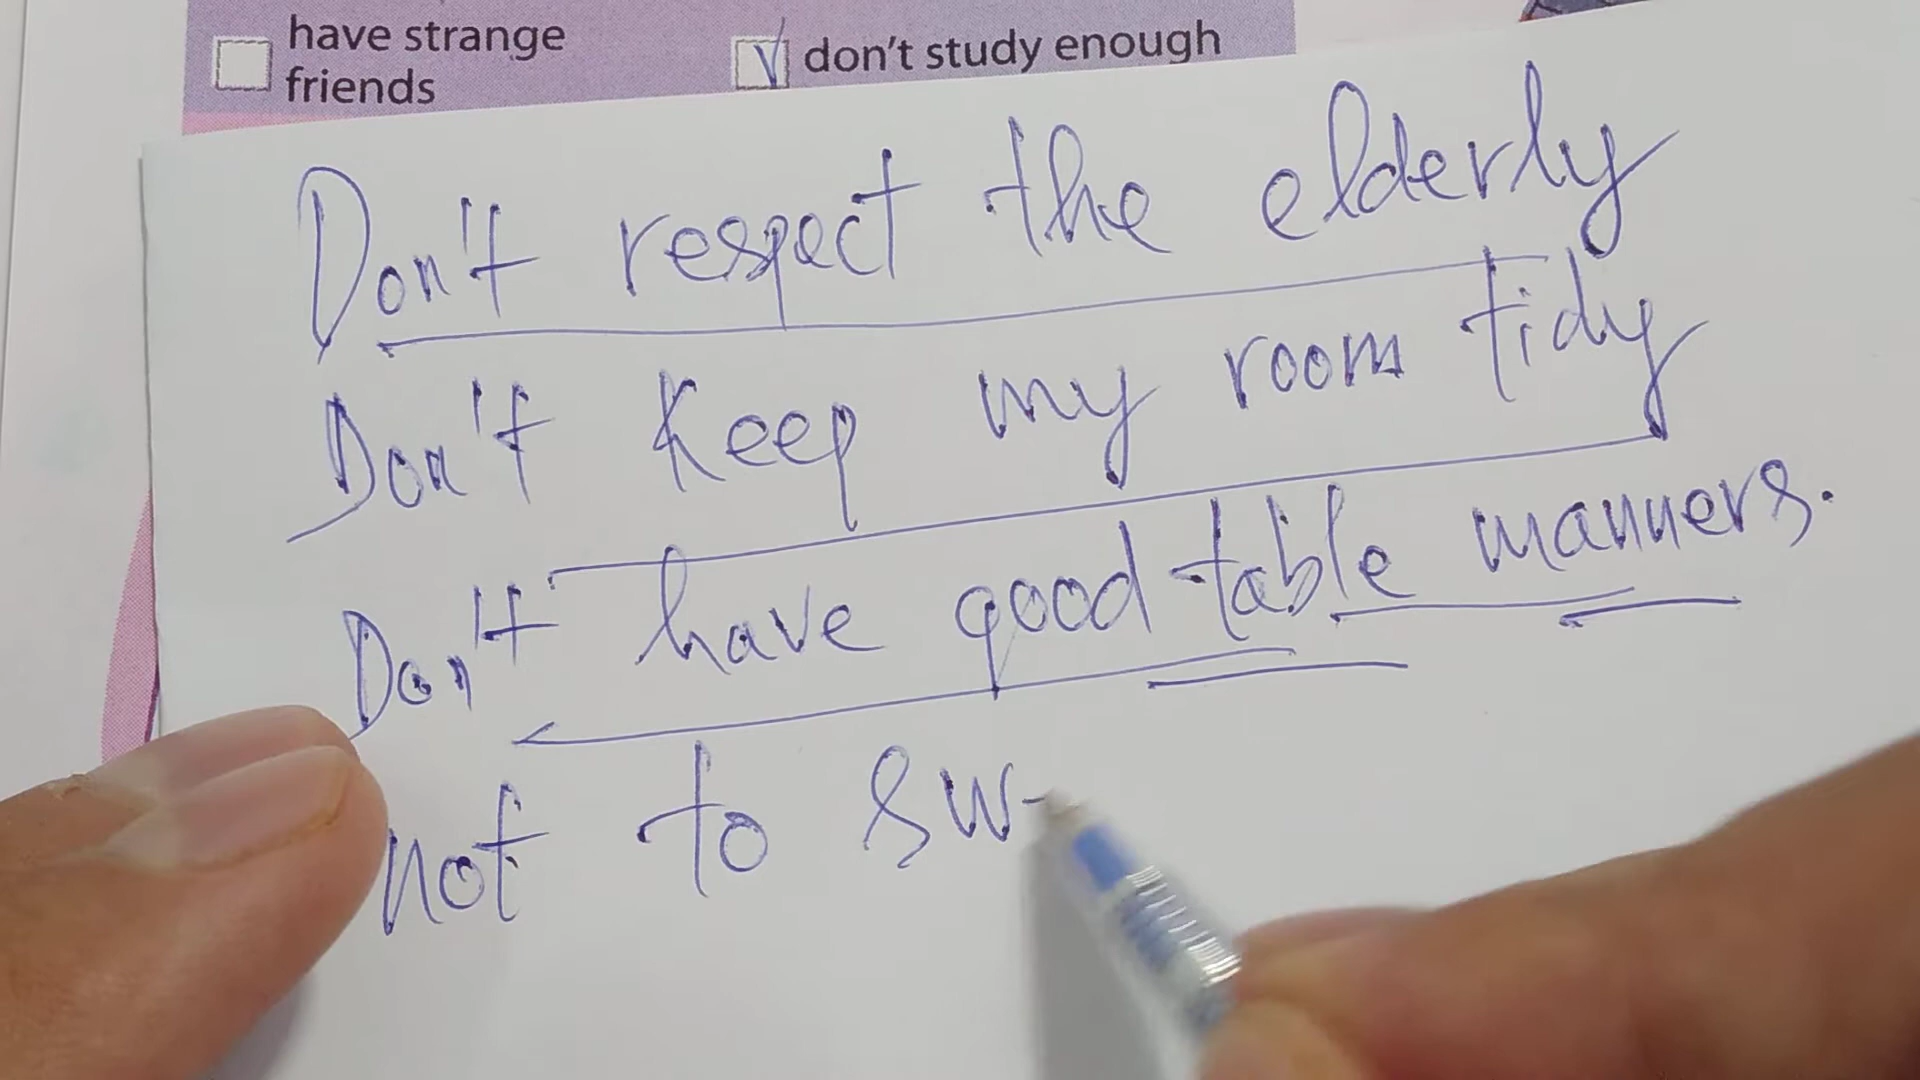 have strange
friends
don't study enough
Don't respect the elderly
Don't keep my room tidy
Don't have good table manners.
not to sw